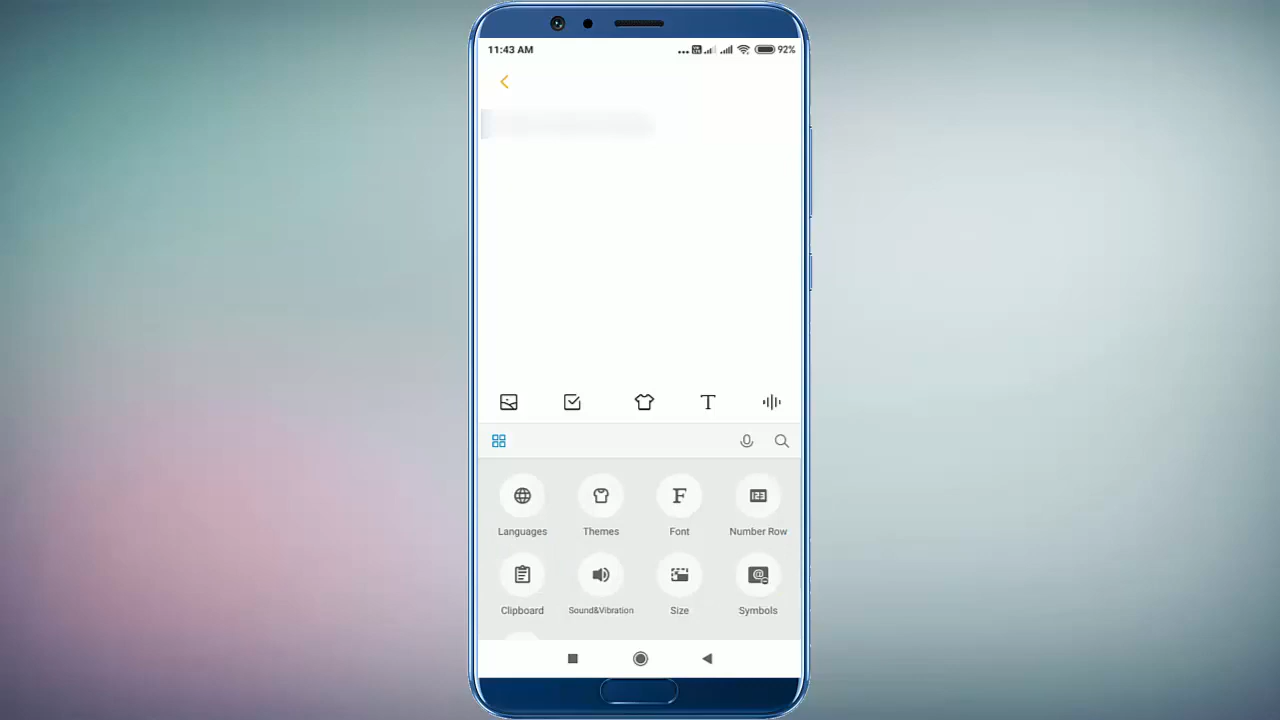 11:43 AM 92%
T
Languages Themes Font Number Row
Clipboard Sound&Vibration Size Symbols